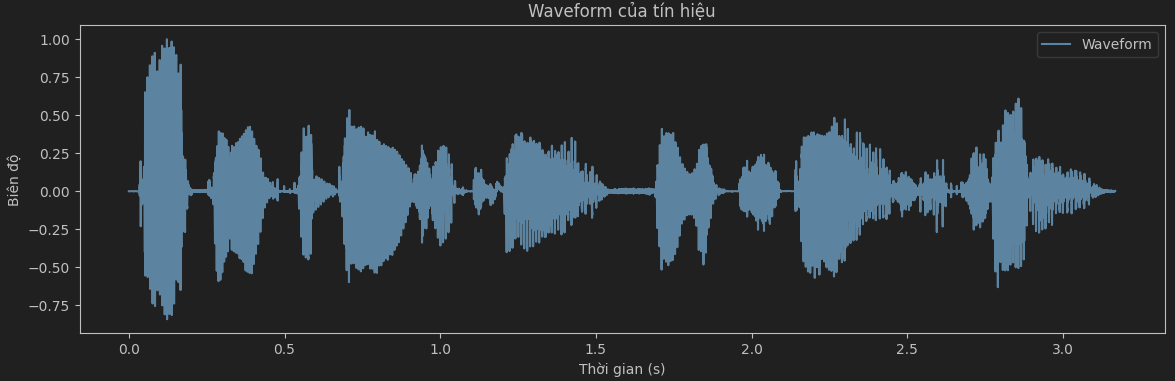 Waveform của tín hiệu
Waveform
1.00
0.75
0.50
0.25
0.00
−0.25
−0.50
−0.75
Biên độ
0.0 0.5 1.0 1.5 2.0 2.5 3.0
Thời gian (s)